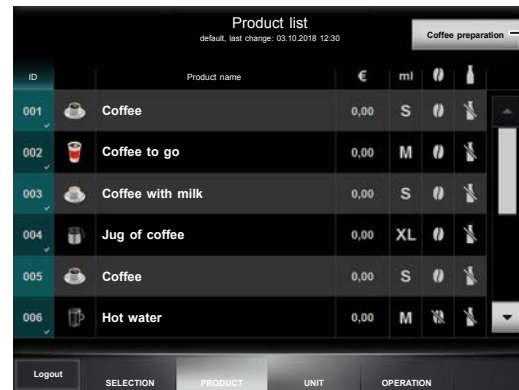 Product list
default, last change: 03.10.2018 12:30
Coffee preparation
ID Product name € ml
001 Coffee 0,00 S
002 Coffee to go 0,00 M
003 Coffee with milk 0,00 S
004 Jug of coffee 0,00 XL
005 Coffee 0,00 S
006 Hot water 0,00 M
Logout SELECTION PRODUCT UNIT OPERATION